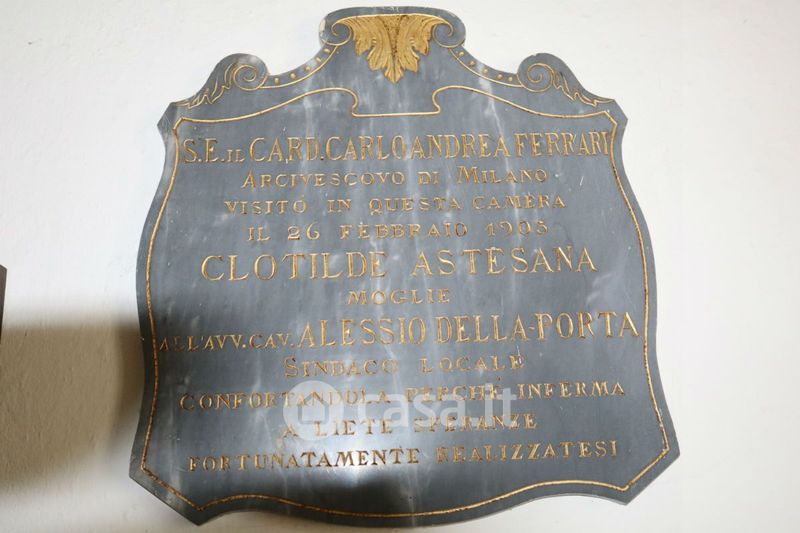 S.E. IL CARD. CARLO ANDREA FERRARI
ARCIVESCOVO DI MILANO
VISITÒ IN QUESTA CAMERA
IL 26 FEBBRAIO 1905
CLOTILDE ASTESANA
MOGLIE
ALL'AVV. CAV. ALESSIO DELLA-PORTA
SINDACO LOCALE
CONFORTANDOLA PERCHÈ INFERMA
A LIETE SPERANZE
FORTUNATAMENTE REALIZZATESI
casa.it